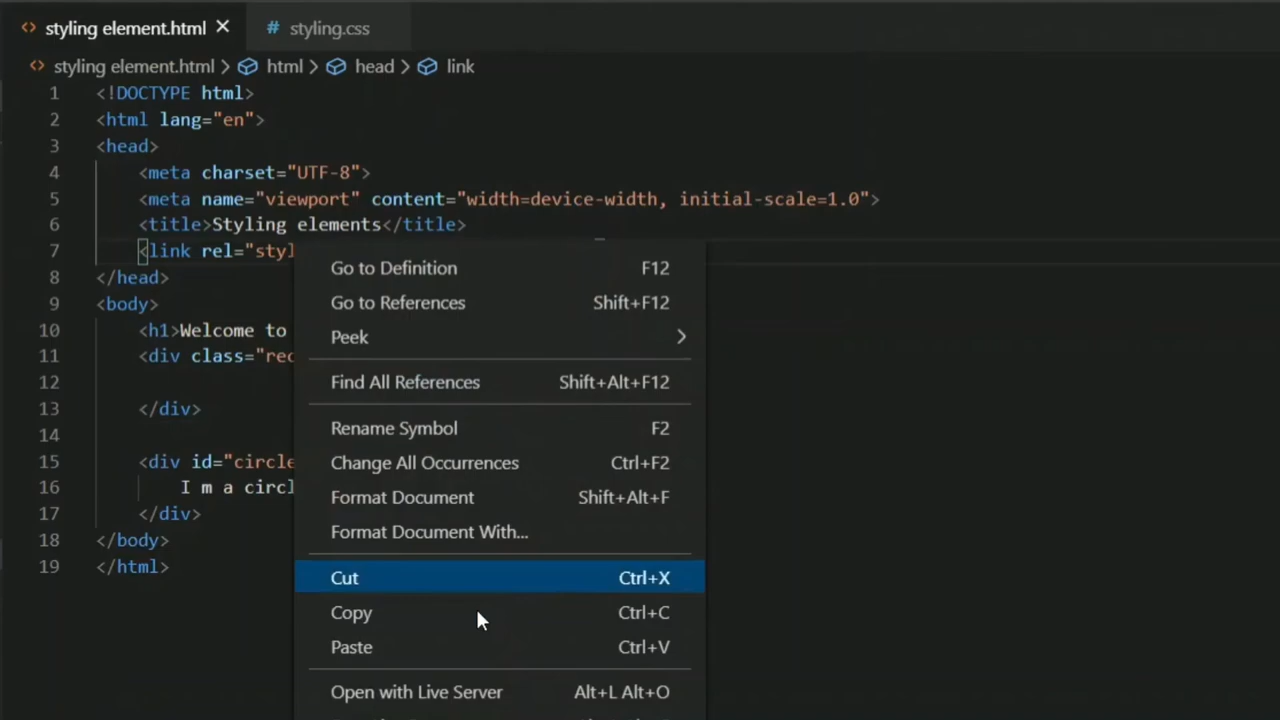 styling element.html
# styling.css
styling element.html > html > head > link
1 <!DOCTYPE html>
2 <html lang="en">
3 <head>
4 <meta charset="UTF-8">
5 <meta name="viewport" content="width=device-width, initial-scale=1.0">
6 <title>Styling elements</title>
7 <link rel="styl
8 </head>
9 <body>
10 <h1>Welcome to
11 <div class="rec
12
13 </div>
14
15 <div id="circle
16 I m a circl
17 </div>
18 </body>
19 </html>
Go to Definition F12
Go to References Shift+F12
Peek >
Find All References Shift+Alt+F12
Rename Symbol F2
Change All Occurrences Ctrl+F2
Format Document Shift+Alt+F
Format Document With...
Cut Ctrl+X
Copy Ctrl+C
Paste Ctrl+V
Open with Live Server Alt+L Alt+O